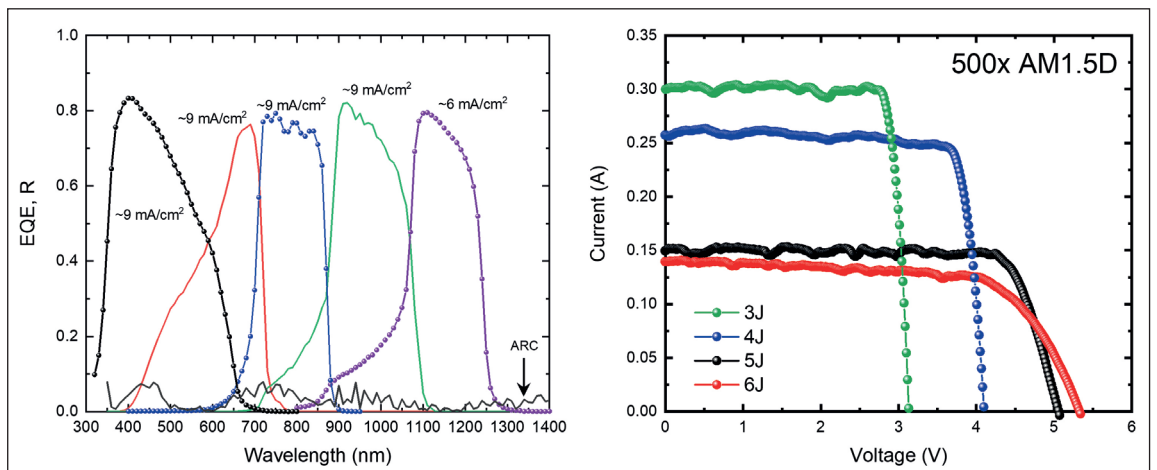 1.0
0.8
0.6
0.4
0.2
0.0
EQE, R
~9 mA/cm²
~9 mA/cm²
~9 mA/cm²
~9 mA/cm²
~6 mA/cm²
ARC
300 400 500 600 700 800 900 1000 1100 1200 1300 1400
Wavelength (nm)
500x AM1.5D
0.35
0.30
0.25
0.20
0.15
0.10
0.05
0.00
Current (A)
3J
4J
5J
6J
0 1 2 3 4 5 6
Voltage (V)